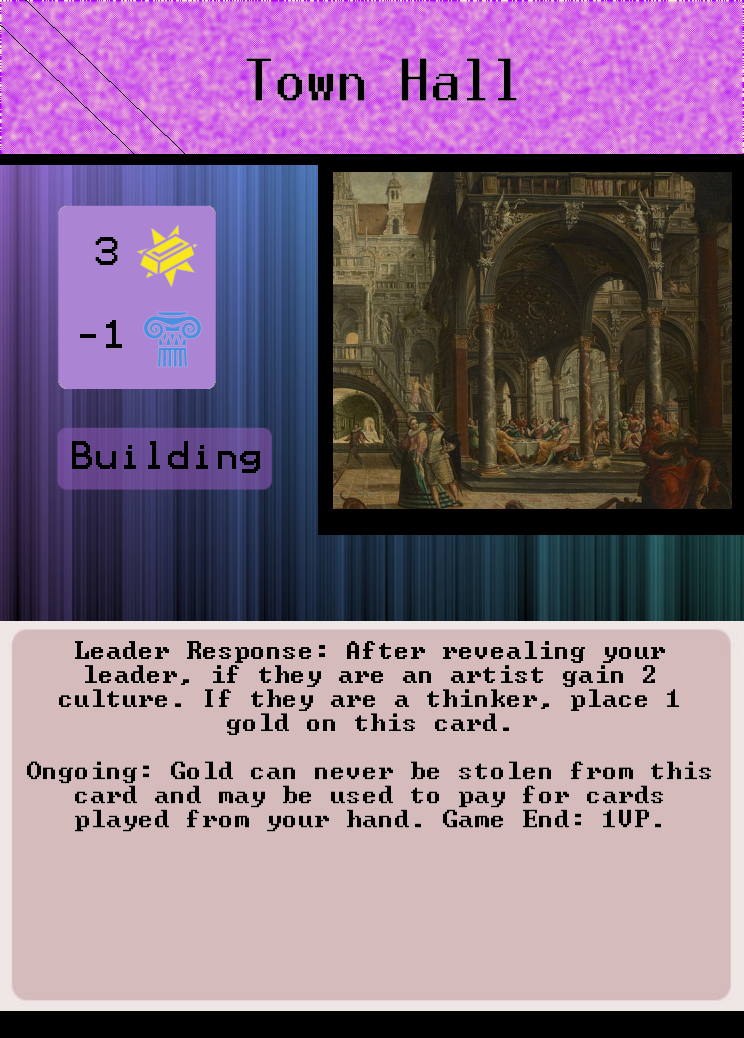 Town Hall
3
-1
Building
Leader Response: After revealing your
leader, if they are an artist gain 2
culture. If they are a thinker, place 1
gold on this card.
Ongoing: Gold can never be stolen from this
card and may be used to pay for cards
played from your hand. Game End: 1VP.